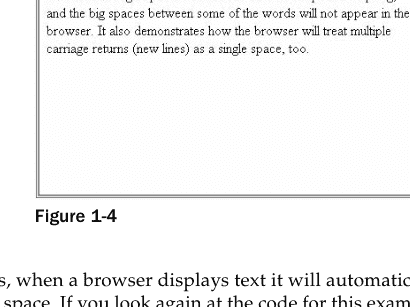 and the big spaces between some of the words will not appear in the
browser. It also demonstrates how the browser will treat multiple
carriage returns (new lines) as a single space, too.
Figure 1-4
s, when a browser displays text it will automatic
space. If you look again at the code for this exam